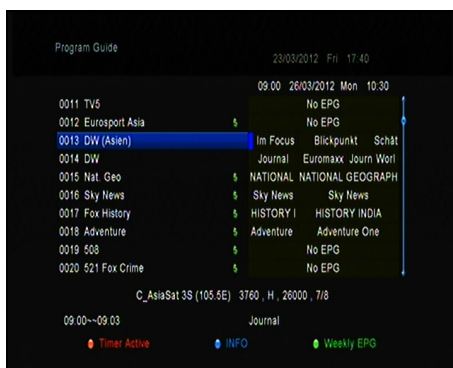 Program Guide
23/03/2012 Fri 17:40
09:00 26/03/2012 Mon 10:30
0011 TV5 No EPG
0012 Eurosport Asia $ No EPG
0013 DW (Asien) Im Focus Blickpunkt Schät
0014 DW Journal Euromaxx Journ Worl
0015 Nat. Geo $ NATIONAL NATIONAL GEOGRAPH
0016 Sky News $ Sky News Sky News
0017 Fox History $ HISTORY I HISTORY INDIA
0018 Adventure $ Adventure Adventure One
0019 508 $ No EPG
0020 521 Fox Crime $ No EPG
C_AsiaSat 3S (105.5E) 3760 , H , 26000 , 7/8
09:00~~09:03 Journal
Timer Active INFO Weekly EPG